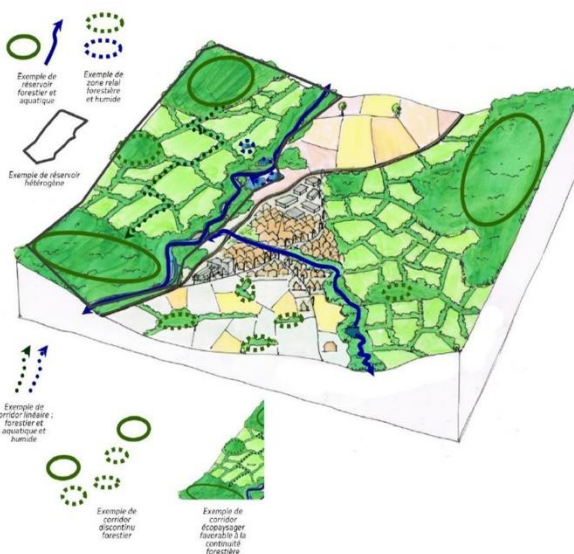 Exemple de
réservoir
forestier et
aquatique
Exemple de
zone relai
forestière
et humide
Exemple de réservoir
hétérogène
Exemple de
corridor linéaire :
forestier et
aquatique et
humide
Exemple de
corridor
discontinu
forestier
Exemple de
corridor
écopaysager
favorable à la
continuité
forestière